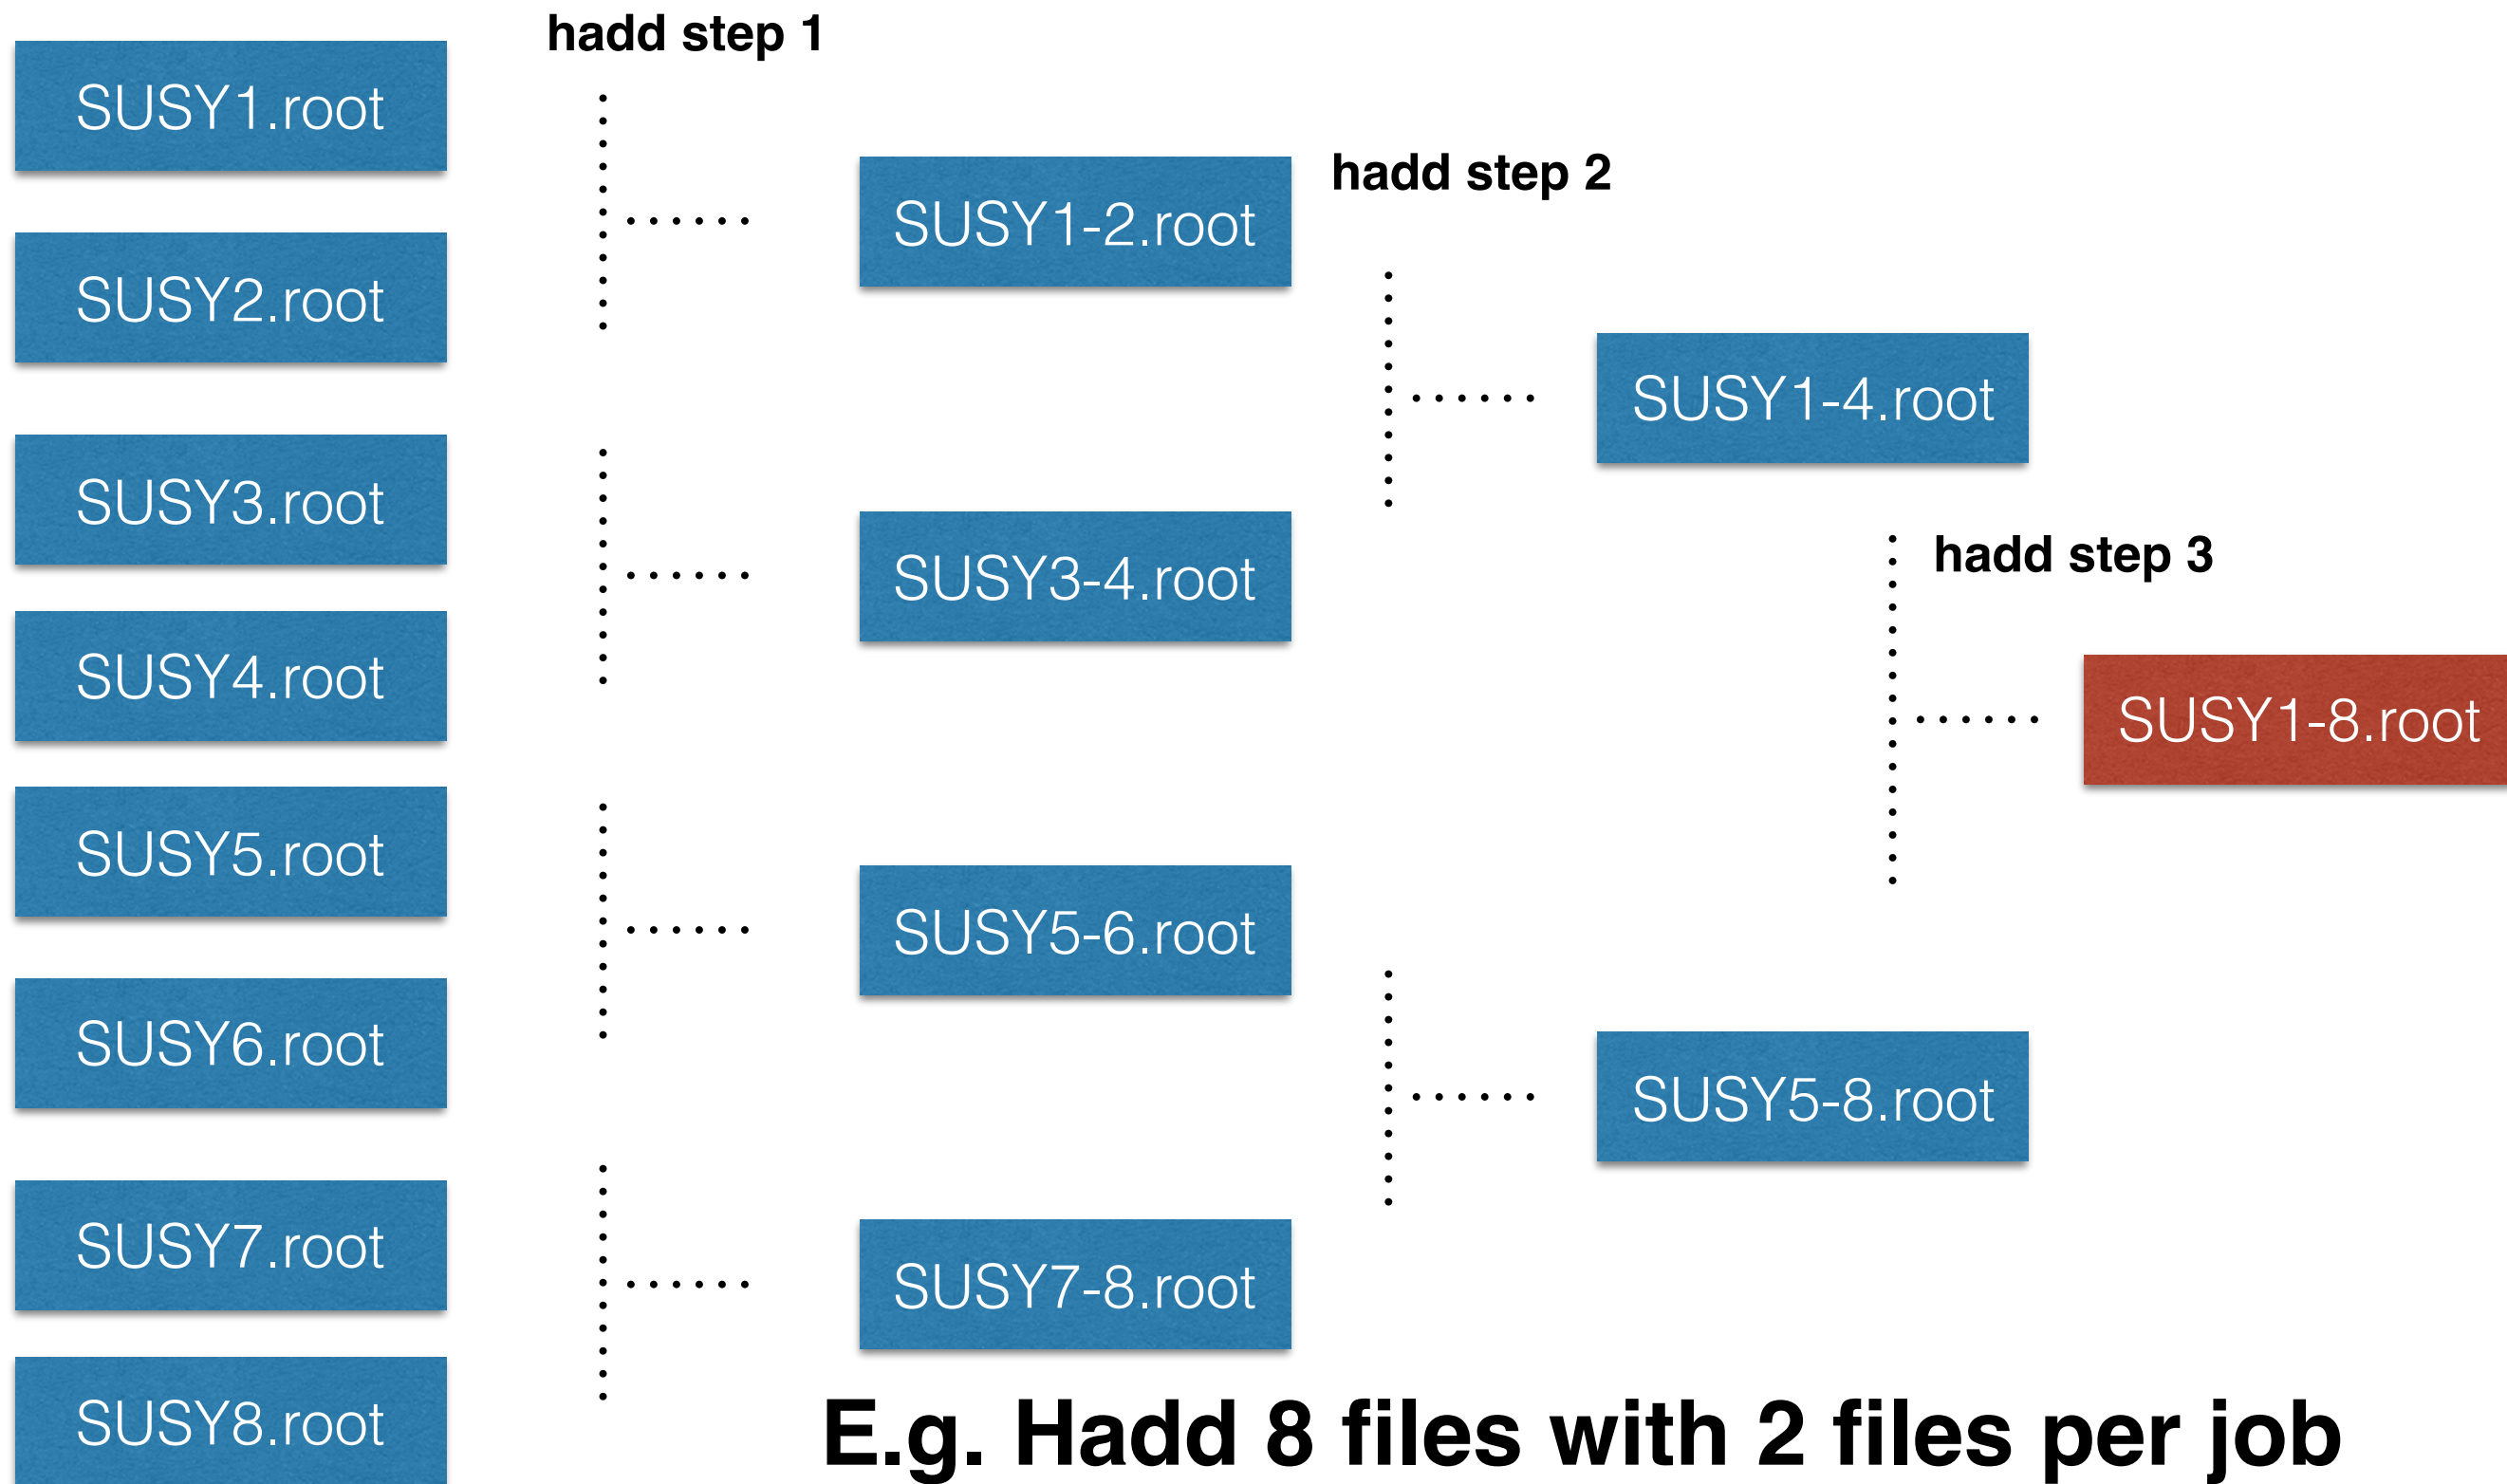 hadd step 1
SUSY1.root
SUSY2.root
SUSY3.root
SUSY4.root
SUSY5.root
SUSY6.root
SUSY7.root
SUSY8.root
SUSY1-2.root
SUSY3-4.root
SUSY5-6.root
SUSY7-8.root
hadd step 2
SUSY1-4.root
SUSY5-8.root
hadd step 3
SUSY1-8.root
E.g. Hadd 8 files with 2 files per job